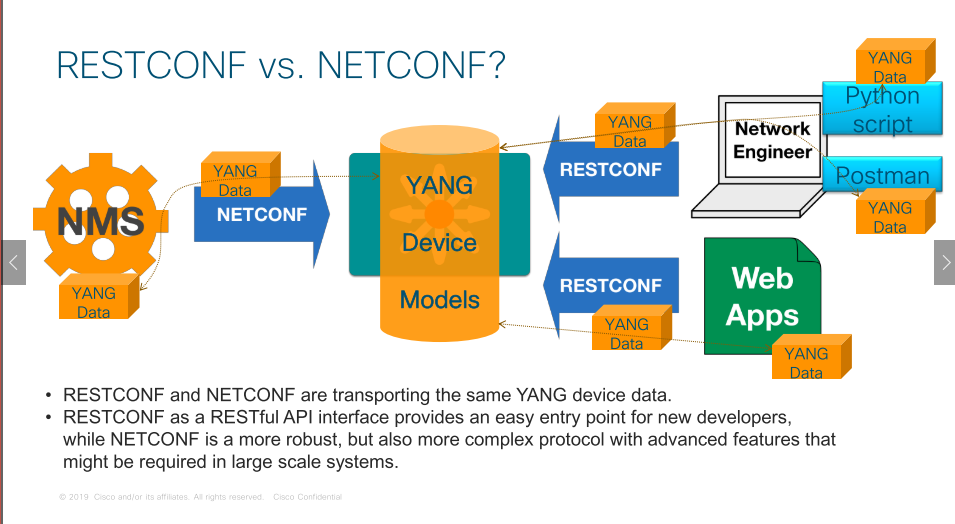 RESTCONF vs. NETCONF?
YANG
Data
Python
script
YANG
Data
Network
Engineer
RESTCONF
Postman
YANG
Data
YANG
Data
NETCONF
NMS
YANG
Data
YANG
Device
Models
RESTCONF
YANG
Data
Web
Apps
YANG
Data
• RESTCONF and NETCONF are transporting the same YANG device data.
• RESTCONF as a RESTful API interface provides an easy entry point for new developers,
while NETCONF is a more robust, but also more complex protocol with advanced features that
might be required in large scale systems.
© 2019 Cisco and/or its affiliates. All rights reserved. Cisco Confidential